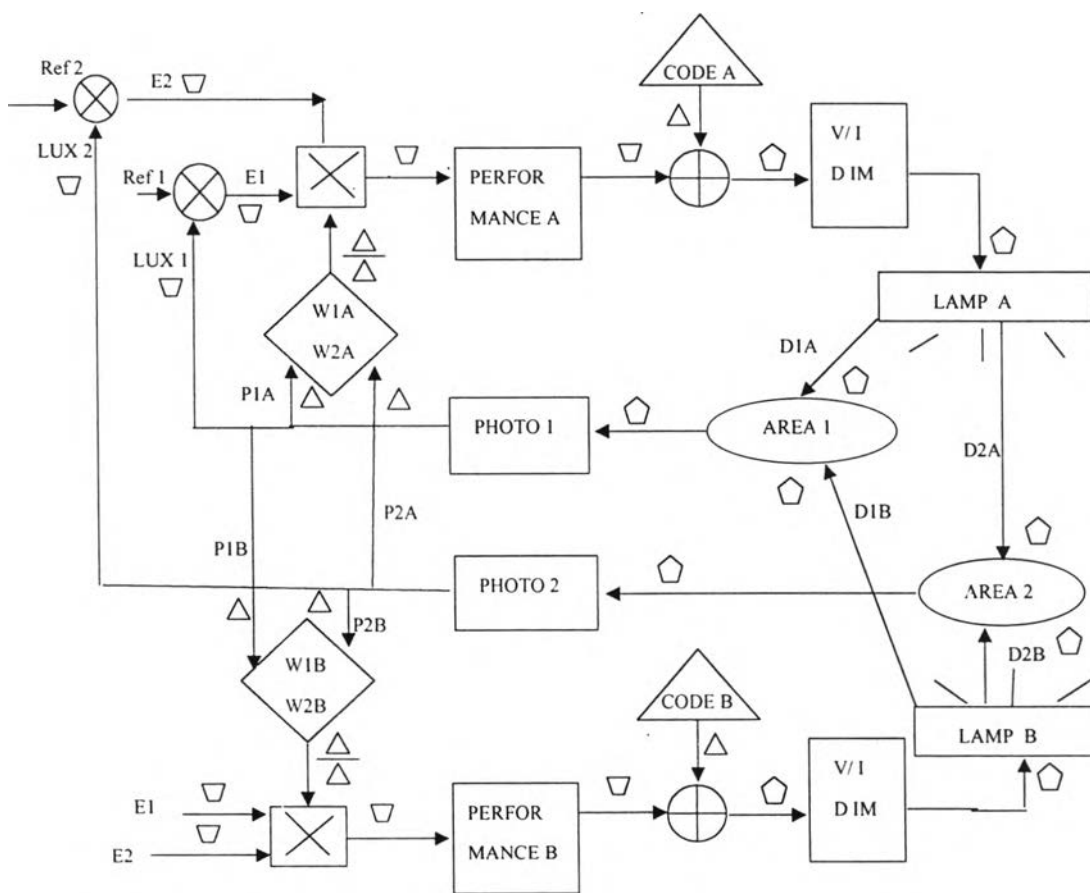 Ref 2
E2
CODE A
V/ I
D IM
LUX 2
Ref 1
E1
PERFOR
MANCE A
LUX 1
W1A
W2A
LAMP A
D1A
P1A
PHOTO 1
AREA 1
D2A
P2A
D1B
P1B
PHOTO 2
AREA 2
P2B
D2B
W1B
W2B
CODE B
LAMP B
V/ I
D IM
E1
PERFOR
MANCE B
E2